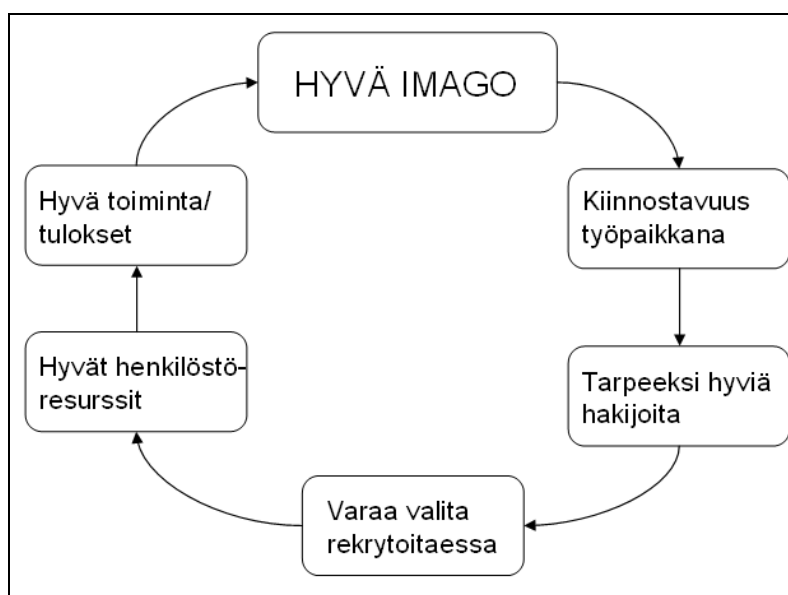 HYVÄ IMAGO
Kiinnostavuus
työpaikkana
Tarpeeksi hyviä
hakijoita
Varaa valita
rekrytoitaessa
Hyvät henkilöstö-
resurssit
Hyvä toiminta/
tulokset